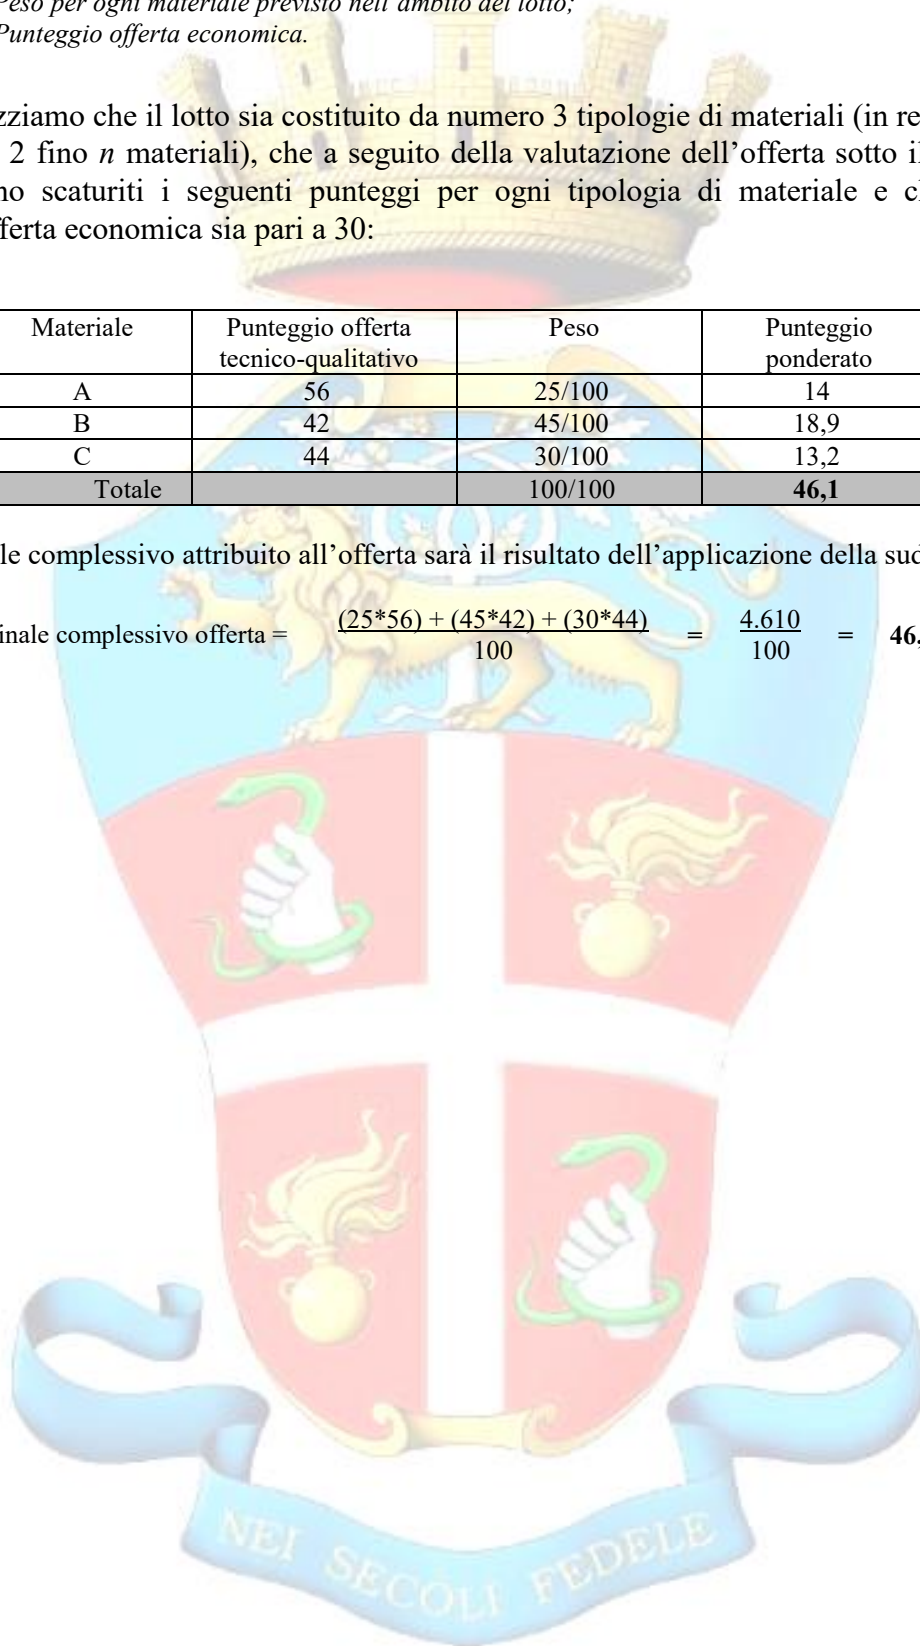 Peso per ogni materiale previsto nell'ambito del lotto;
Punteggio offerta economica.
zziamo che il lotto sia costituito da numero 3 tipologie di materiali (in re
2 fino n materiali), che a seguito della valutazione dell'offerta sotto il
no scaturiti i seguenti punteggi per ogni tipologia di materiale e c
fferta economica sia pari a 30:
Materiale Punteggio offerta tecnico-qualitativo Peso Punteggio ponderato
A 56 25/100 14
B 42 45/100 18,9
C 44 30/100 13,2
Totale 100/100 46,1
le complessivo attribuito all'offerta sarà il risultato dell'applicazione della sud
inale complessivo offerta = (25*56) + (45*42) + (30*44) = 4.610 = 46,
100 100
NEI SECOLI FEDELE